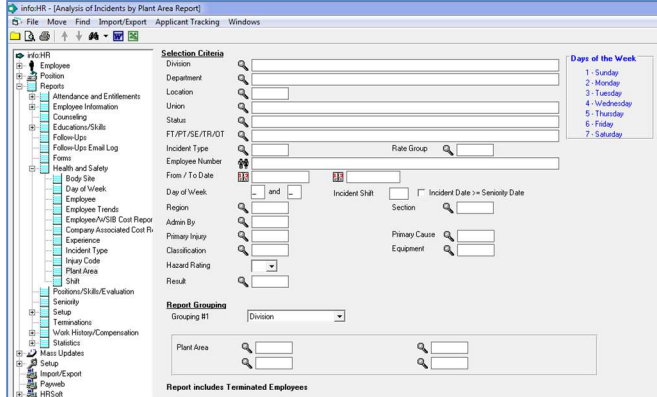 info:HR - [Analysis of Incidents by Plant Area Report]
File Move Find Import/Export Applicant Tracking Windows
info:HR
Employee
Position
Reports
Attendance and Entitlements
Employee Information
Counseling
Educations/Skills
Follow-Ups
Follow-Ups Email Log
Forms
Health and Safety
Body Site
Day of Week
Employee
Employee Trends
Employee/WSIB Cost Repor
Company Associated Cost R
Experience
Incident Type
Injury Code
Plant Area
Shift
Positions/Skills/Evaluation
Seniority
Setup
Terminations
Work History/Compensation
Statistics
Mass Updates
Setup
Import/Export
Payweb
HRSoft
Selection Criteria
Division
Department
Location
Union
Status
FT/PT/SE/TR/OT
Incident Type Rate Group
Employee Number
From / To Date
Day of Week _ and _ Incident Shift Incident Date >= Seniority Date
Region Section
Admin By
Primary Injury Primary Cause
Classification Equipment
Hazard Rating
Result
Report Grouping
Grouping #1 Division
Plant Area
Report includes Terminated Employees
Days of the Week
1 - Sunday
2 - Monday
3 - Tuesday
4 - Wednesday
5 - Thursday
6 - Friday
7 - Saturday